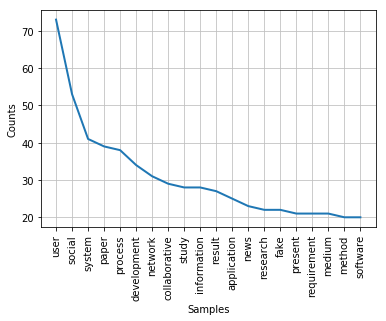 Counts
70
60
50
40
30
20
user
social
system
paper
process
development
network
collaborative
study
information
result
application
news
research
fake
present
requirement
medium
method
software
Samples